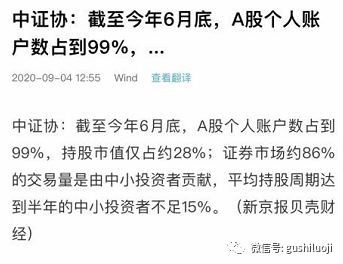 中证协：截至今年6月底，A股个人账
户数占到99%，...
2020-09-04 12:55 Wind 查看翻译
中证协：截至今年6月底，A股个人账户数占到
99%，持股市值仅占约28%；证券市场约86%
的交易量是由中小投资者贡献，平均持股周期达
到半年的中小投资者不足15%。（新京报贝壳财
经）
微信号: gushiluoji